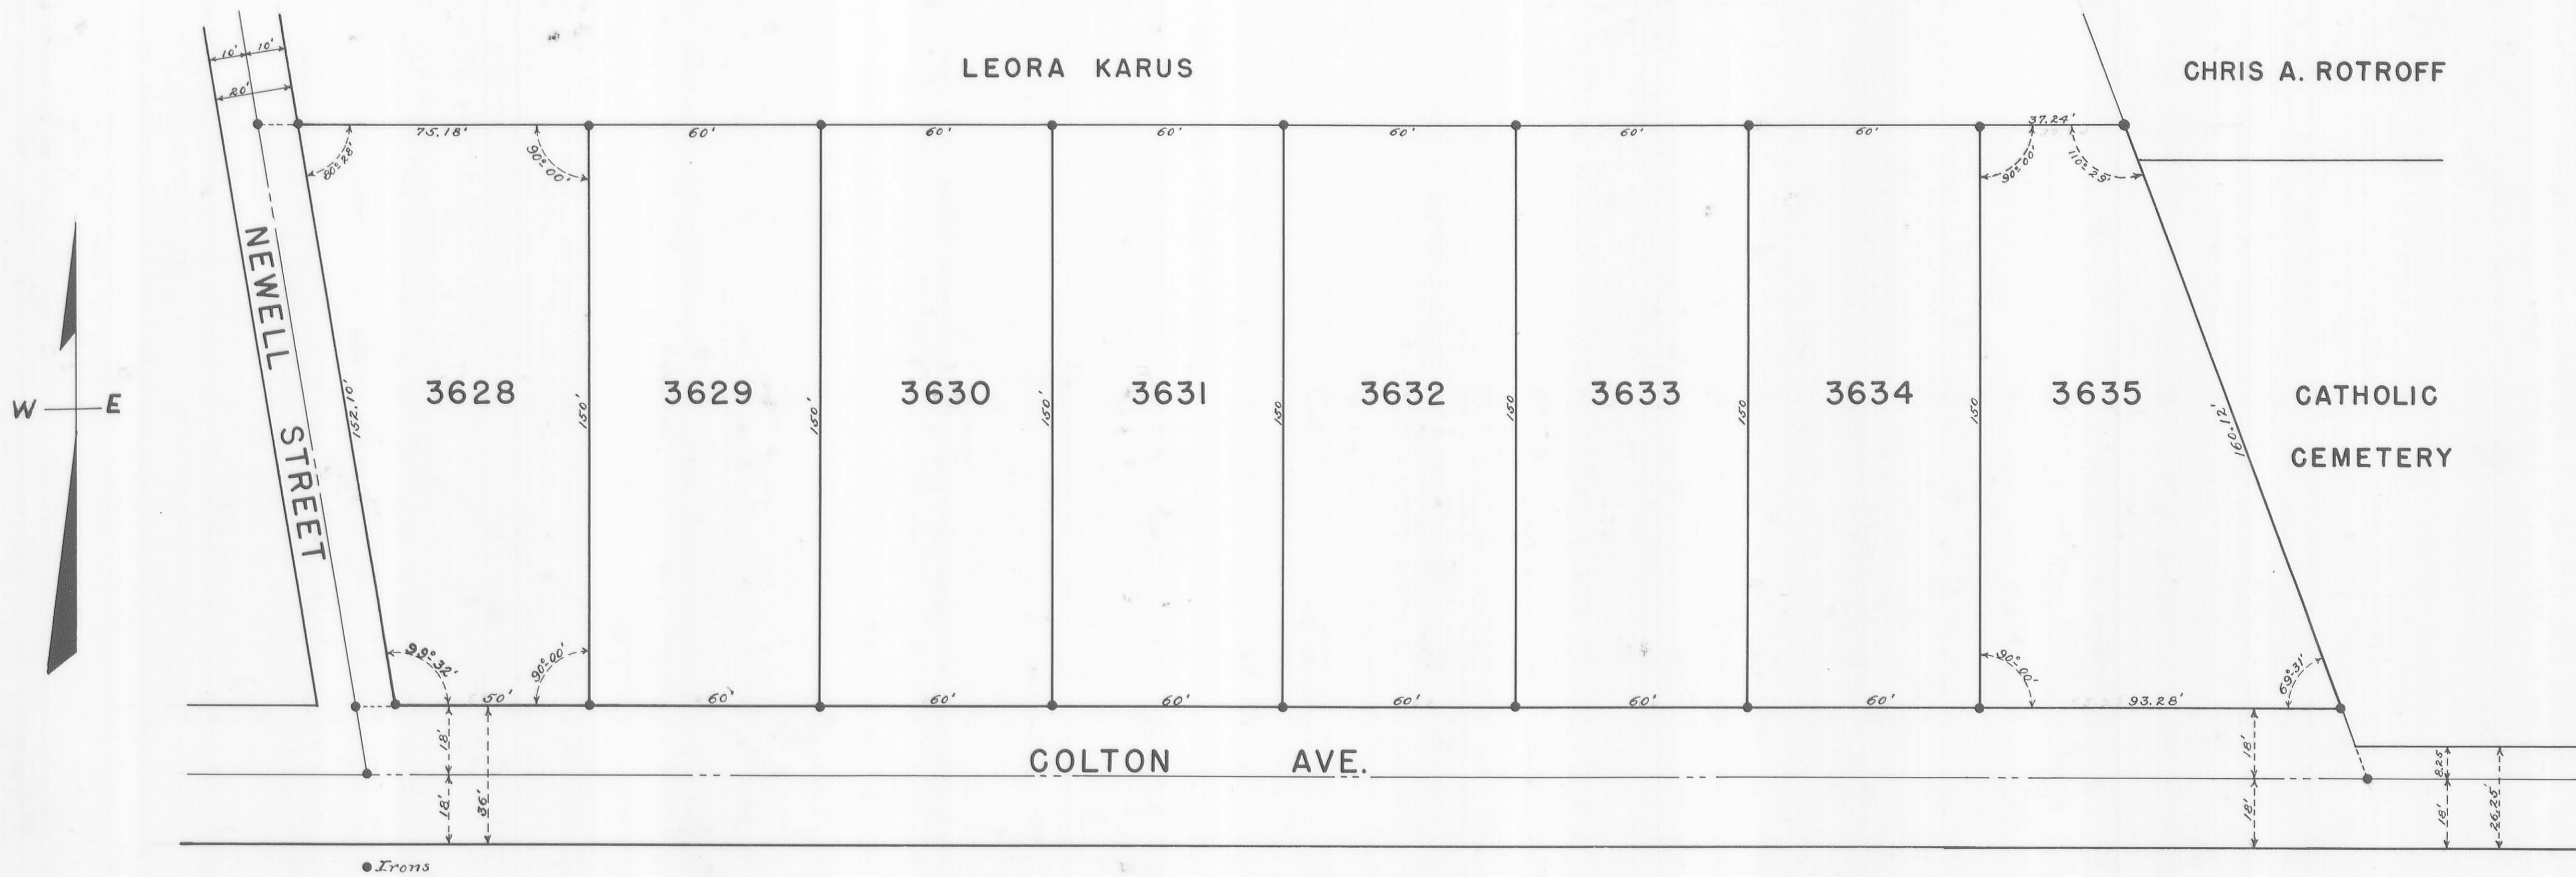 10' 10'
20'
LEORA KARUS
CHRIS A. ROTROFF
75.18' 60' 60' 60' 60' 60' 60' 37.24'
80°-28' 90°-00' 90°-00' 110°-29'
NEWELL STREET
W E
152.10' 150' 150' 150' 150 150 150 150 160.12'
3628 3629 3630 3631 3632 3633 3634 3635
CATHOLIC
CEMETERY
99°-32' 90°-00' 90°-00' 69°-31'
50' 60' 60' 60' 60' 60' 60' 93.28'
18' 18' 8.25'
COLTON AVE.
18' 36' 18' 18' 26.25'
Irons